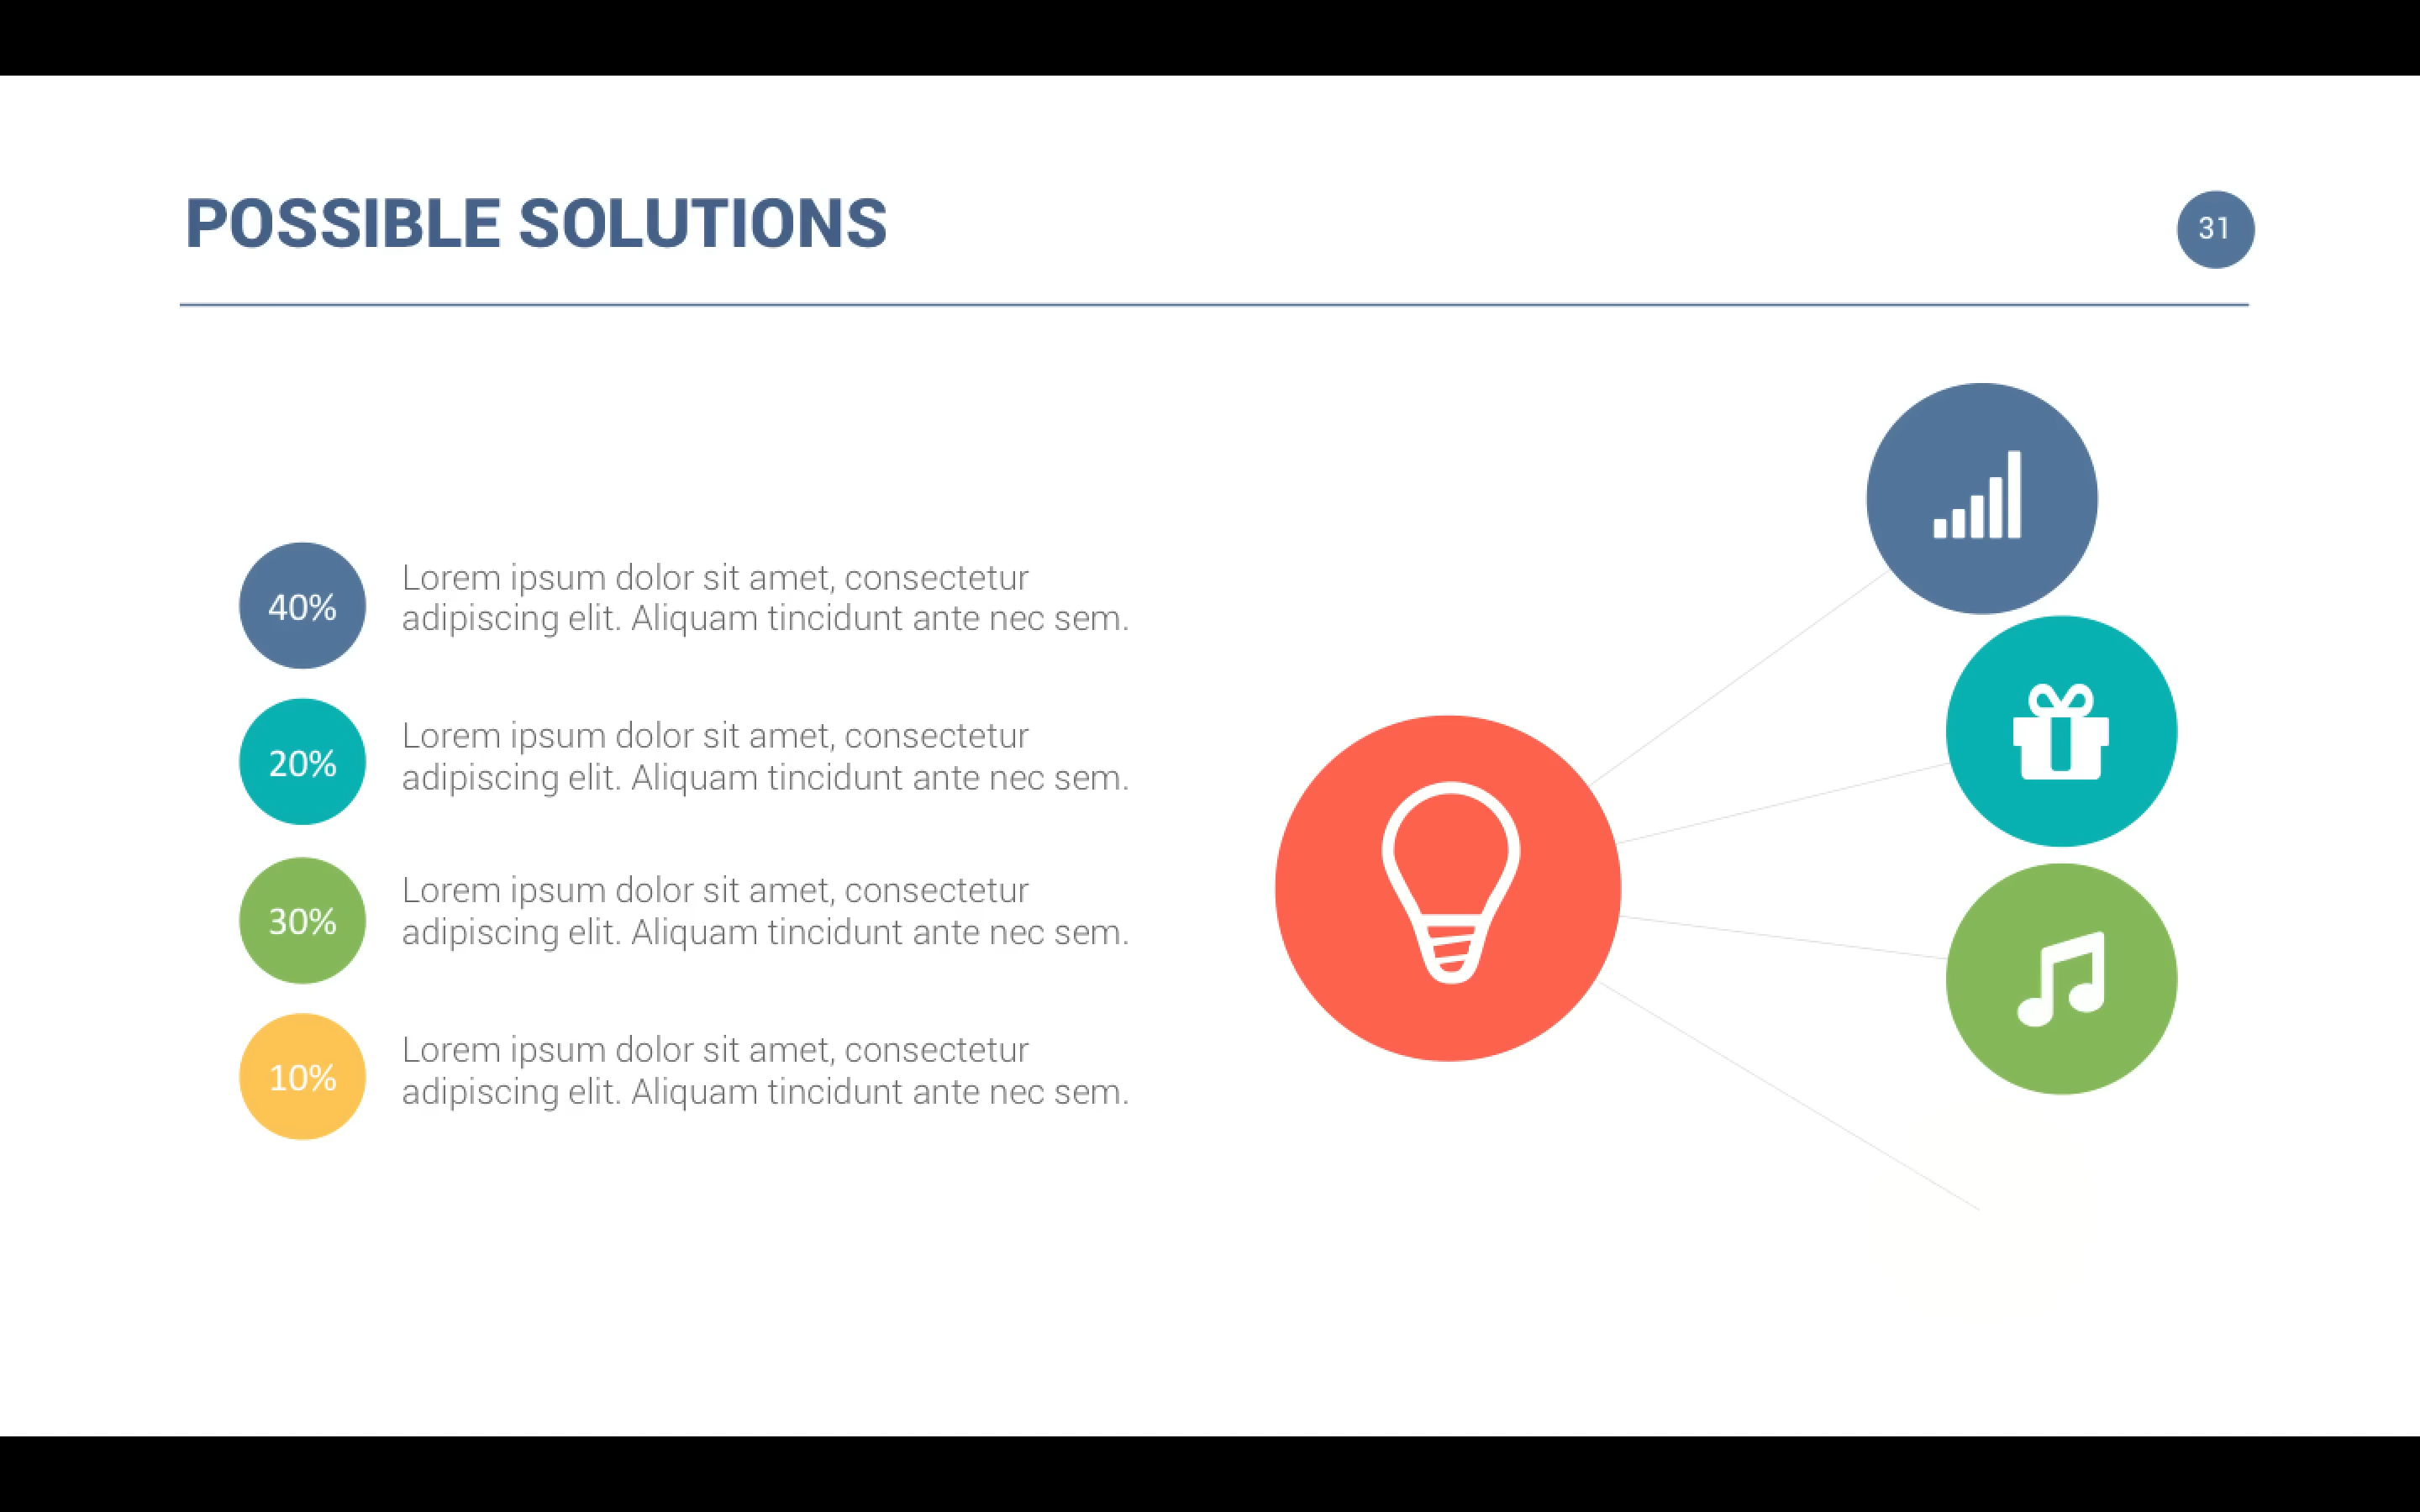 POSSIBLE SOLUTIONS
31
40%
Lorem ipsum dolor sit amet, consectetur
adipiscing elit. Aliquam tincidunt ante nec sem.
20%
Lorem ipsum dolor sit amet, consectetur
adipiscing elit. Aliquam tincidunt ante nec sem.
30%
Lorem ipsum dolor sit amet, consectetur
adipiscing elit. Aliquam tincidunt ante nec sem.
10%
Lorem ipsum dolor sit amet, consectetur
adipiscing elit. Aliquam tincidunt ante nec sem.